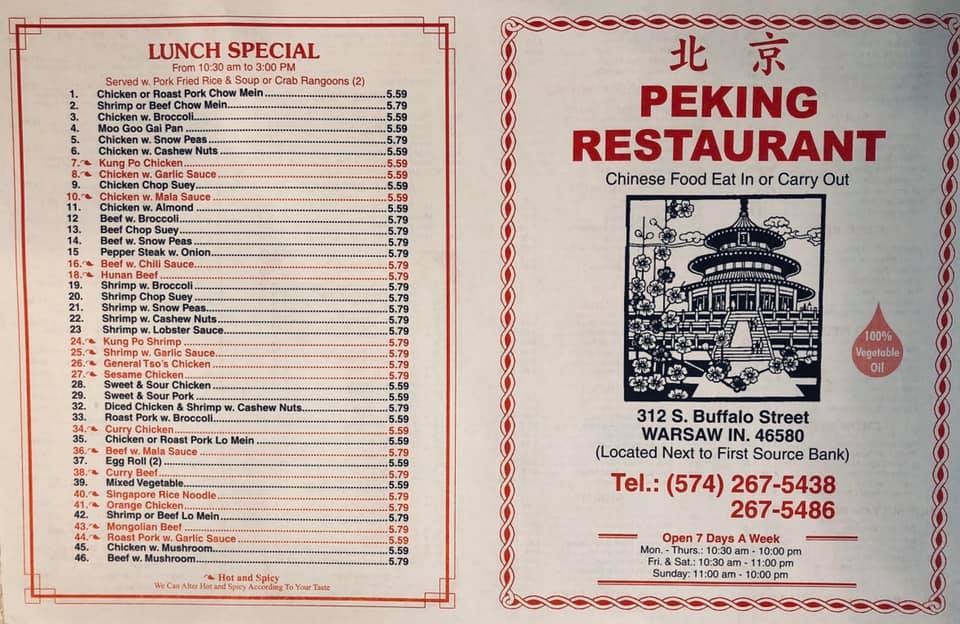 LUNCH SPECIAL
From 10:30 am to 3:00 PM
Served w. Pork Fried Rice & Soup or Crab Rangoons (2)
1. Chicken or Roast Pork Chow Mein 5.59
2. Shrimp or Beef Chow Mein 5.79
3. Chicken w. Broccoli 5.59
4. Moo Goo Gai Pan 5.59
5. Chicken w. Snow Peas 5.79
6. Chicken w. Cashew Nuts 5.59
7. Kung Po Chicken 5.59
8. Chicken w. Garlic Sauce 5.59
9. Chicken Chop Suey 5.59
10. Chicken w. Mala Sauce 5.59
11. Chicken w. Almond 5.59
12 Beef w. Broccoli 5.79
13. Beef Chop Suey 5.79
14. Beef w. Snow Peas 5.79
15 Pepper Steak w. Onion 5.79
16. Beef w. Chili Sauce 5.79
18. Hunan Beef 5.79
19. Shrimp w. Broccoli 5.79
20. Shrimp Chop Suey 5.79
21. Shrimp w. Snow Peas 5.79
22. Shrimp w. Cashew Nuts 5.79
23 Shrimp w. Lobster Sauce 5.79
24. Kung Po Shrimp 5.79
25. Shrimp w. Garlic Sauce 5.79
26. General Tso's Chicken 5.79
27. Sesame Chicken 5.79
28. Sweet & Sour Chicken 5.59
29. Sweet & Sour Pork 5.59
32. Diced Chicken & Shrimp w. Cashew Nuts 5.79
33. Roast Pork w. Broccoli 5.59
34. Curry Chicken 5.59
35. Chicken or Roast Pork Lo Mein 5.59
36. Beef w. Mala Sauce 5.79
37. Egg Roll (2) 5.59
38. Curry Beef 5.79
39. Mixed Vegetable 5.59
40. Singapore Rice Noodle 5.79
41. Orange Chicken 5.79
42. Shrimp or Beef Lo Mein 5.79
43. Mongolian Beef 5.79
44. Roast Pork w. Garlic Sauce 5.59
45. Chicken w. Mushroom 5.59
46. Beef w. Mushroom 5.79
Hot and Spicy
We Can Alter Hot and Spicy According To Your Taste
北京
PEKING
RESTAURANT
Chinese Food Eat In or Carry Out
100%
Vegetable
Oil
312 S. Buffalo Street
WARSAW IN. 46580
(Located Next to First Source Bank)
Tel.: (574) 267-5438
267-5486
Open 7 Days A Week
Mon. - Thurs.: 10:30 am - 10:00 pm
Fri. & Sat.: 10:30 am - 11:00 pm
Sunday: 11:00 am - 10:00 pm